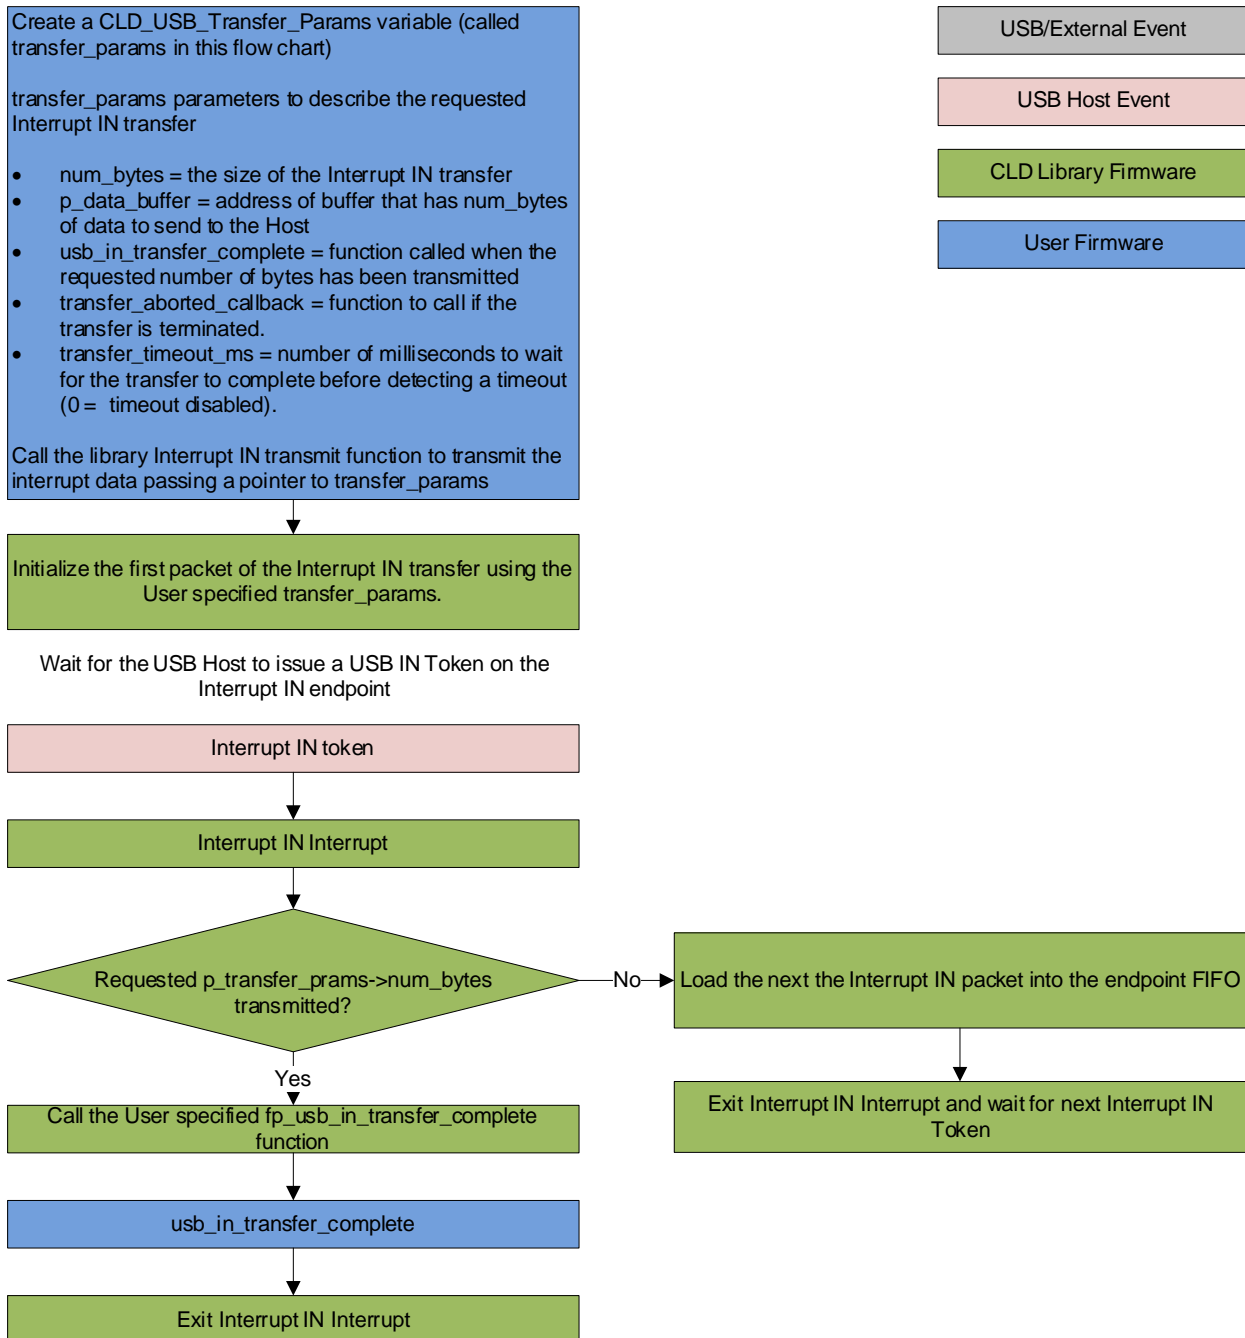 Create a CLD_USB_Transfer_Params variable (called
transfer_params in this flow chart)
transfer_params parameters to describe the requested
Interrupt IN transfer
• num_bytes = the size of the Interrupt IN transfer
• p_data_buffer = address of buffer that has num_bytes
of data to send to the Host
• usb_in_transfer_complete = function called when the
requested number of bytes has been transmitted
• transfer_aborted_callback = function to call if the
transfer is terminated.
• transfer_timeout_ms = number of milliseconds to wait
for the transfer to complete before detecting a timeout
(0 = timeout disabled).
Call the library Interrupt IN transmit function to transmit the
interrupt data passing a pointer to transfer_params
USB/External Event
USB Host Event
CLD Library Firmware
User Firmware
Initialize the first packet of the Interrupt IN transfer using the
User specified transfer_params.
Wait for the USB Host to issue a USB IN Token on the
Interrupt IN endpoint
Interrupt IN token
Interrupt IN Interrupt
Requested p_transfer_prams->num_bytes
transmitted?
No
Load the next the Interrupt IN packet into the endpoint FIFO
Exit Interrupt IN Interrupt and wait for next Interrupt IN
Token
Yes
Call the User specified fp_usb_in_transfer_complete
function
usb_in_transfer_complete
Exit Interrupt IN Interrupt